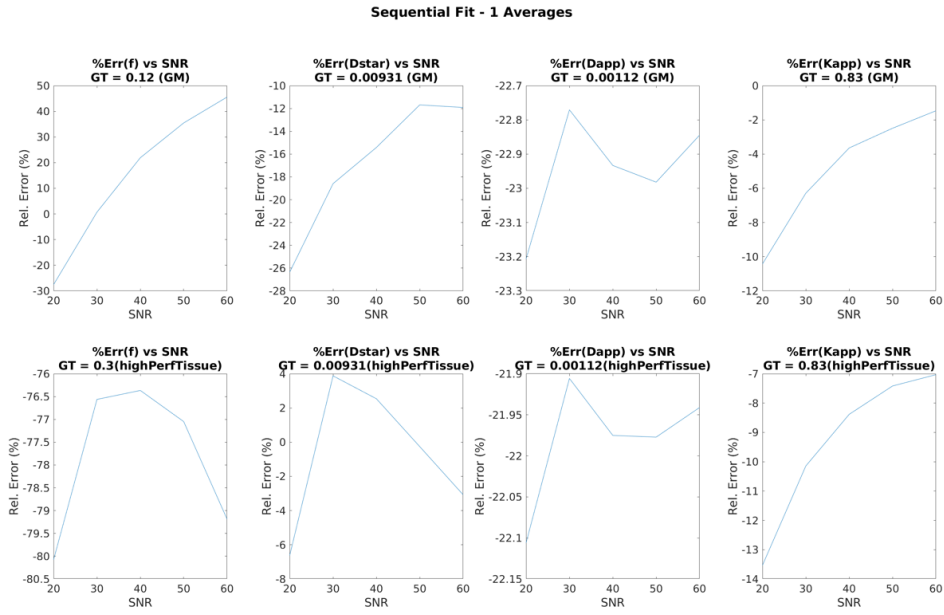 Sequential Fit - 1 Averages
%Err(f) vs SNR
GT = 0.12 (GM)
50
40
30
20
10
0
-10
-20
-30
Rel. Error (%)
20 30 40 50 60
SNR
%Err(Dstar) vs SNR
GT = 0.00931 (GM)
-10
-12
-14
-16
-18
-20
-22
-24
-26
-28
Rel. Error (%)
20 30 40 50 60
SNR
%Err(Dapp) vs SNR
GT = 0.00112 (GM)
-22.7
-22.8
-22.9
-23
-23.1
-23.2
-23.3
Rel. Error (%)
20 30 40 50 60
SNR
%Err(Kapp) vs SNR
GT = 0.83 (GM)
0
-2
-4
-6
-8
-10
-12
Rel. Error (%)
20 30 40 50 60
SNR
%Err(f) vs SNR
GT = 0.3(highPerfTissue)
-76
-76.5
-77
-77.5
-78
-78.5
-79
-79.5
-80
-80.5
Rel. Error (%)
20 30 40 50 60
SNR
%Err(Dstar) vs SNR
GT = 0.00931(highPerfTissue)
4
2
0
-2
-4
-6
-8
Rel. Error (%)
20 30 40 50 60
SNR
%Err(Dapp) vs SNR
GT = 0.00112(highPerfTissue)
-21.9
-21.95
-22
-22.05
-22.1
-22.15
Rel. Error (%)
20 30 40 50 60
SNR
%Err(Kapp) vs SNR
GT = 0.83(highPerfTissue)
-7
-8
-9
-10
-11
-12
-13
-14
Rel. Error (%)
20 30 40 50 60
SNR